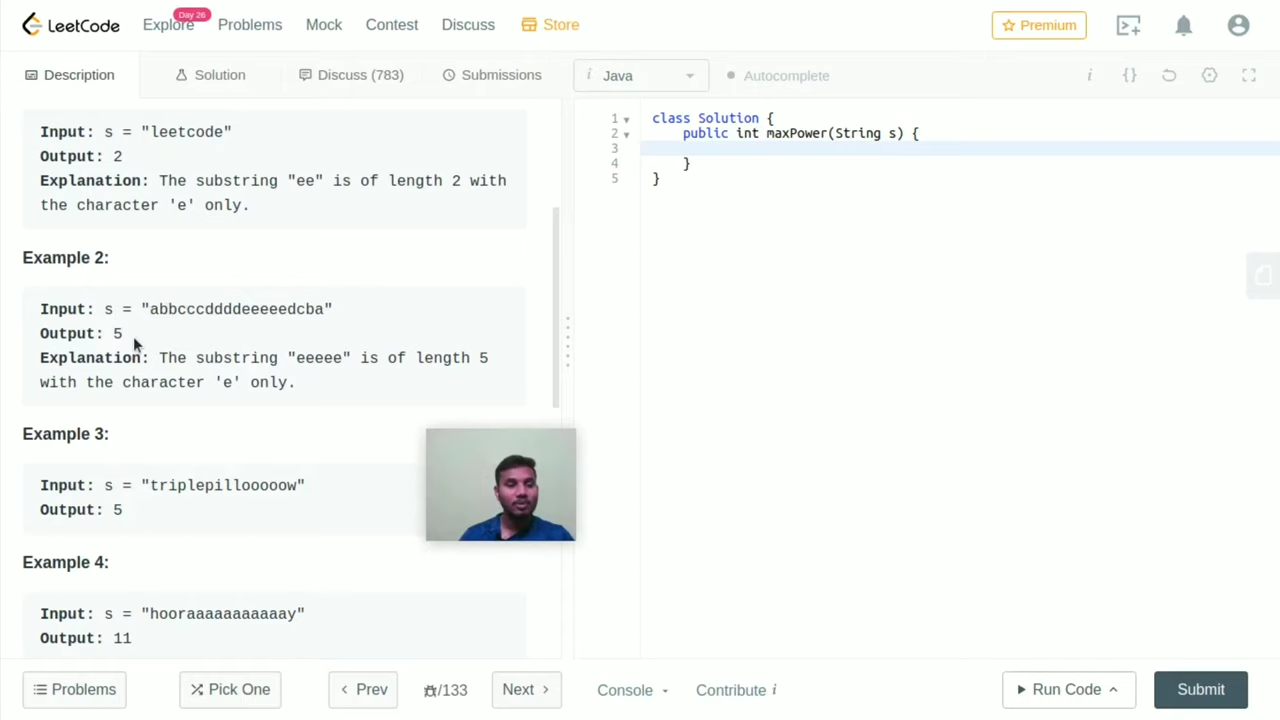 LeetCode
Explore
Day 26
Problems
Mock
Contest
Discuss
Store
Premium
Description
Solution
Discuss (783)
Submissions
i Java
Autocomplete
i {}
Input: s = "leetcode"
Output: 2
Explanation: The substring "ee" is of length 2 with
the character 'e' only.
Example 2:
Input: s = "abbcccddddeeeeedcba"
Output: 5
Explanation: The substring "eeeee" is of length 5
with the character 'e' only.
Example 3:
Input: s = "triplepillooooow"
Output: 5
Example 4:
Input: s = "hooraaaaaaaaaaay"
Output: 11
1 class Solution {
2 public int maxPower(String s) {
3
4 }
5 }
Problems
Pick One
Prev
/133
Next
Console
Contribute i
Run Code
Submit